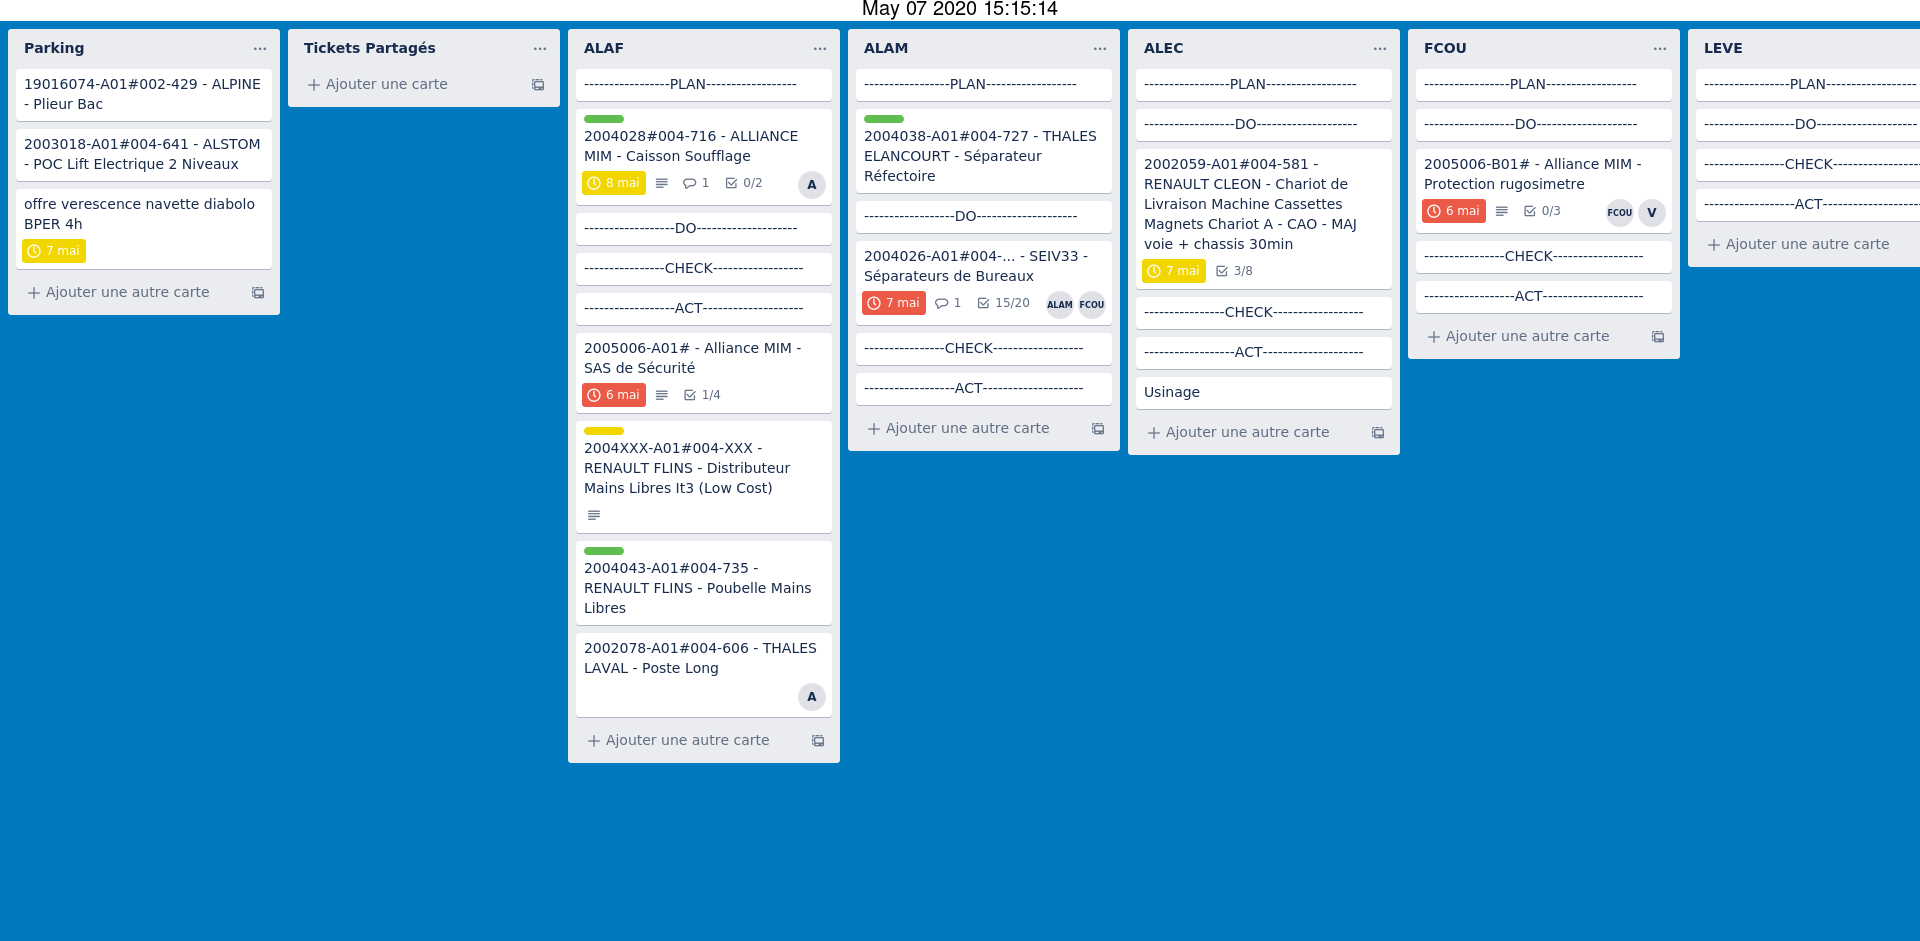 May 07 2020 15:15:14
Parking
19016074-A01#002-429 - ALPINE
- Plieur Bac
2003018-A01#004-641 - ALSTOM
- POC Lift Electrique 2 Niveaux
offre verescence navette diabolo
BPER 4h
7 mai
Ajouter une autre carte
Tickets Partagés
Ajouter une carte
ALAF
-----------------PLAN------------------
2004028#004-716 - ALLIANCE
MIM - Caisson Soufflage
8 mai 1 0/2 A
------------------DO--------------------
----------------CHECK------------------
------------------ACT--------------------
2005006-A01# - Alliance MIM -
SAS de Sécurité
6 mai 1/4
2004XXX-A01#004-XXX -
RENAULT FLINS - Distributeur
Mains Libres It3 (Low Cost)
2004043-A01#004-735 -
RENAULT FLINS - Poubelle Mains
Libres
2002078-A01#004-606 - THALES
LAVAL - Poste Long
A
Ajouter une autre carte
ALAM
-----------------PLAN------------------
2004038-A01#004-727 - THALES
ELANCOURT - Séparateur
Réfectoire
------------------DO--------------------
2004026-A01#004-... - SEIV33 -
Séparateurs de Bureaux
7 mai 1 15/20 ALAM FCOU
----------------CHECK------------------
------------------ACT--------------------
Ajouter une autre carte
ALEC
-----------------PLAN------------------
------------------DO--------------------
2002059-A01#004-581 -
RENAULT CLEON - Chariot de
Livraison Machine Cassettes
Magnets Chariot A - CAO - MAJ
voie + chassis 30min
7 mai 3/8
----------------CHECK------------------
------------------ACT--------------------
Usinage
Ajouter une autre carte
FCOU
-----------------PLAN------------------
------------------DO--------------------
2005006-B01# - Alliance MIM -
Protection rugosimetre
6 mai 0/3 FCOU V
----------------CHECK------------------
------------------ACT--------------------
Ajouter une autre carte
LEVE
-----------------PLAN------------------
------------------DO-------------------
----------------CHECK-----------------
------------------ACT-------------------
Ajouter une autre carte